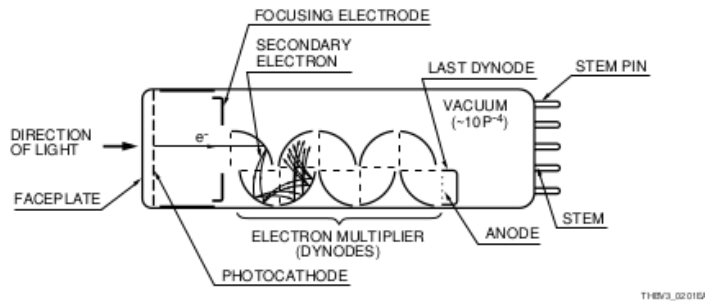 FOCUSING ELECTRODE
SECONDARY
ELECTRON
LAST DYNODE
STEM PIN
VACUUM
(~10P⁻⁴)
DIRECTION
OF LIGHT
e⁻
FACEPLATE
STEM
ELECTRON MULTIPLIER
(DYNODES)
ANODE
PHOTOCATHODE
THBV3_0201EA